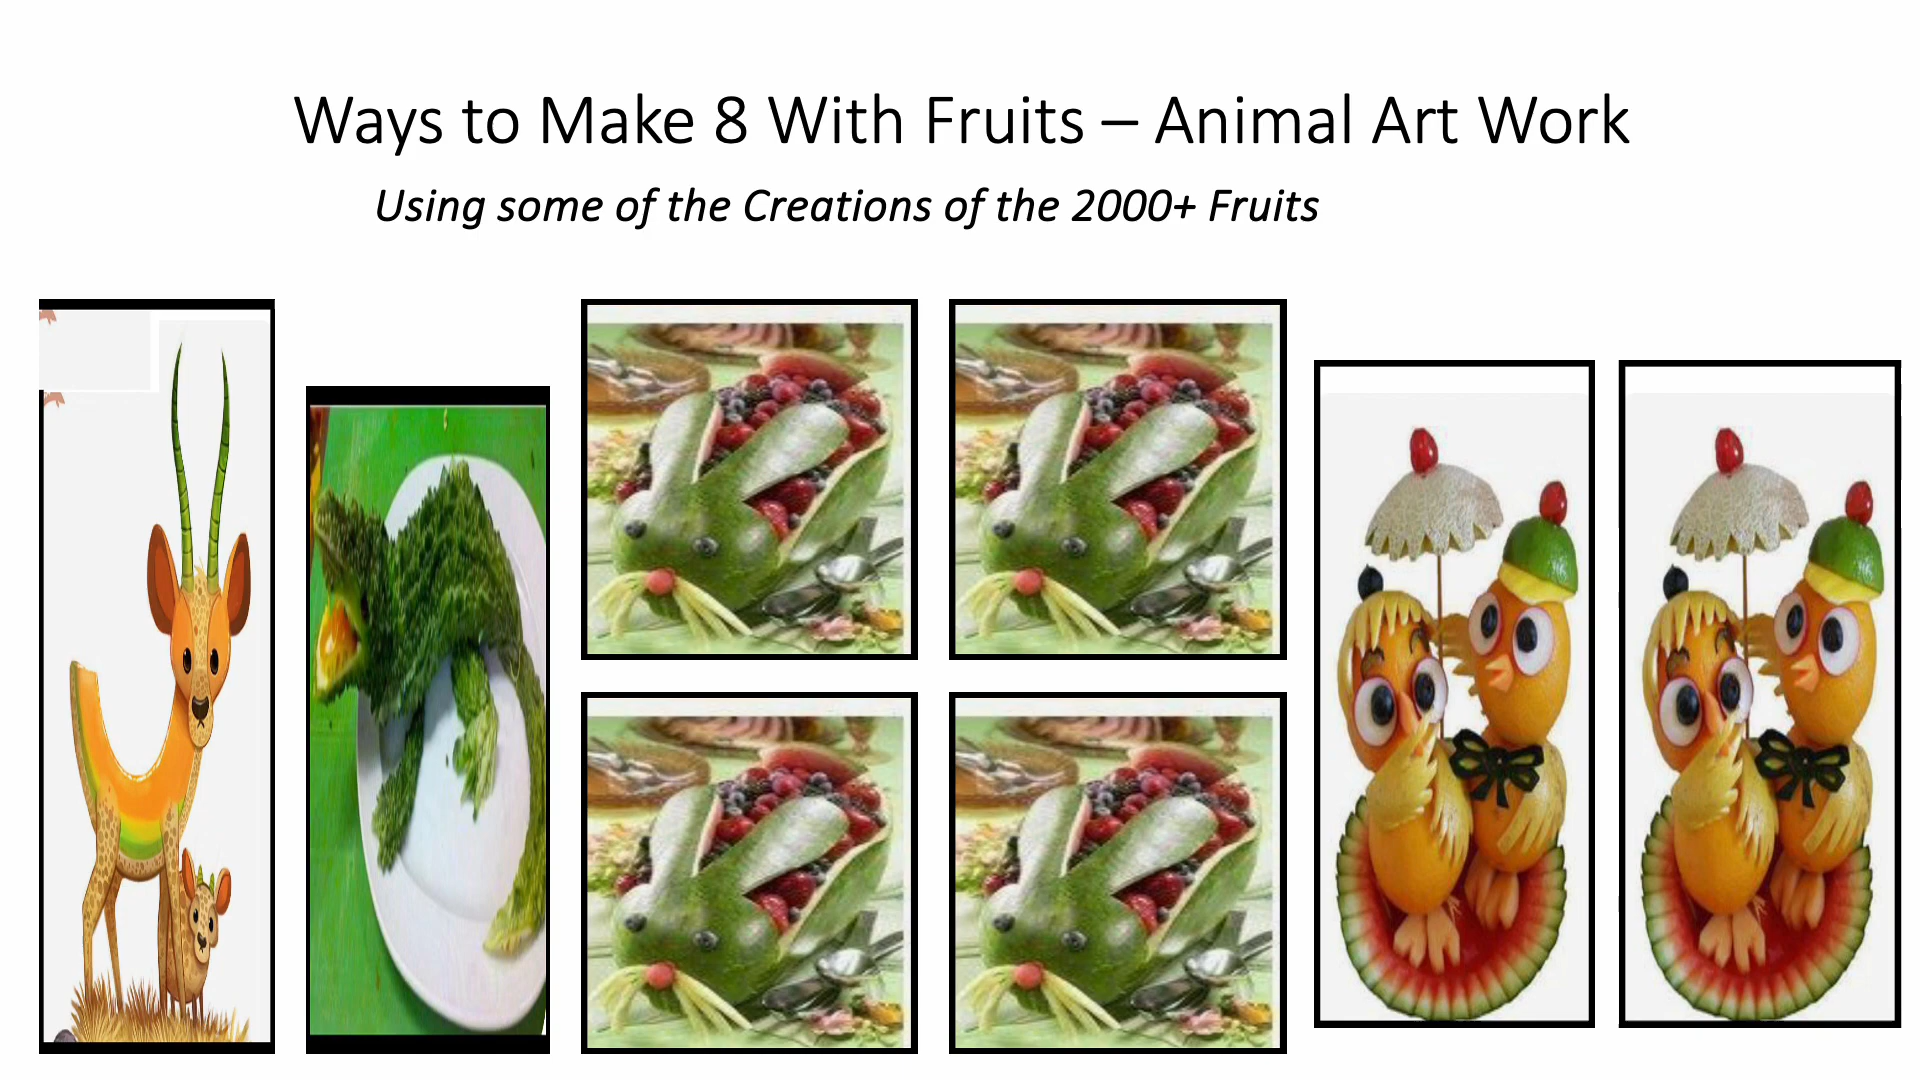 Ways to Make 8 With Fruits – Animal Art Work
Using some of the Creations of the 2000+ Fruits